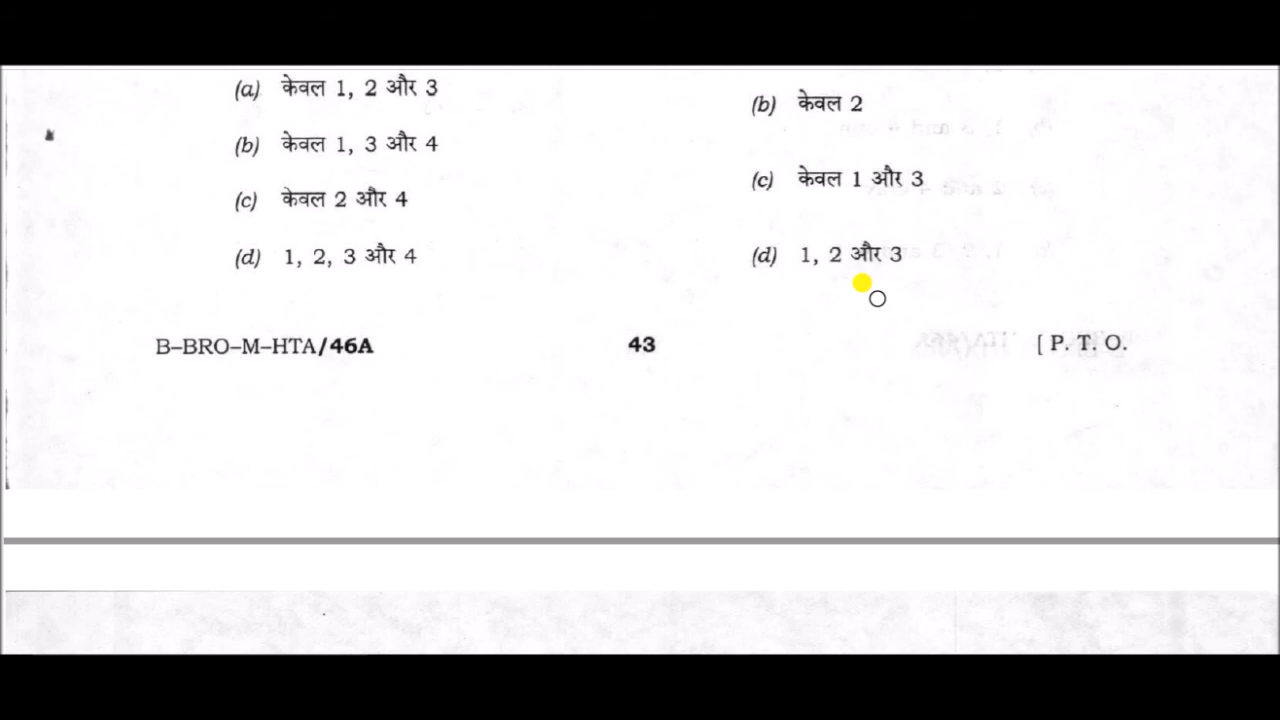 (a) केवल 1, 2 और 3
(b) केवल 1, 3 और 4
(c) केवल 2 और 4
(d) 1, 2, 3 और 4
(b) केवल 2
(c) केवल 1 और 3
(d) 1, 2 और 3
B–BRO–M–HTA/46A 43 [ P. T. O.